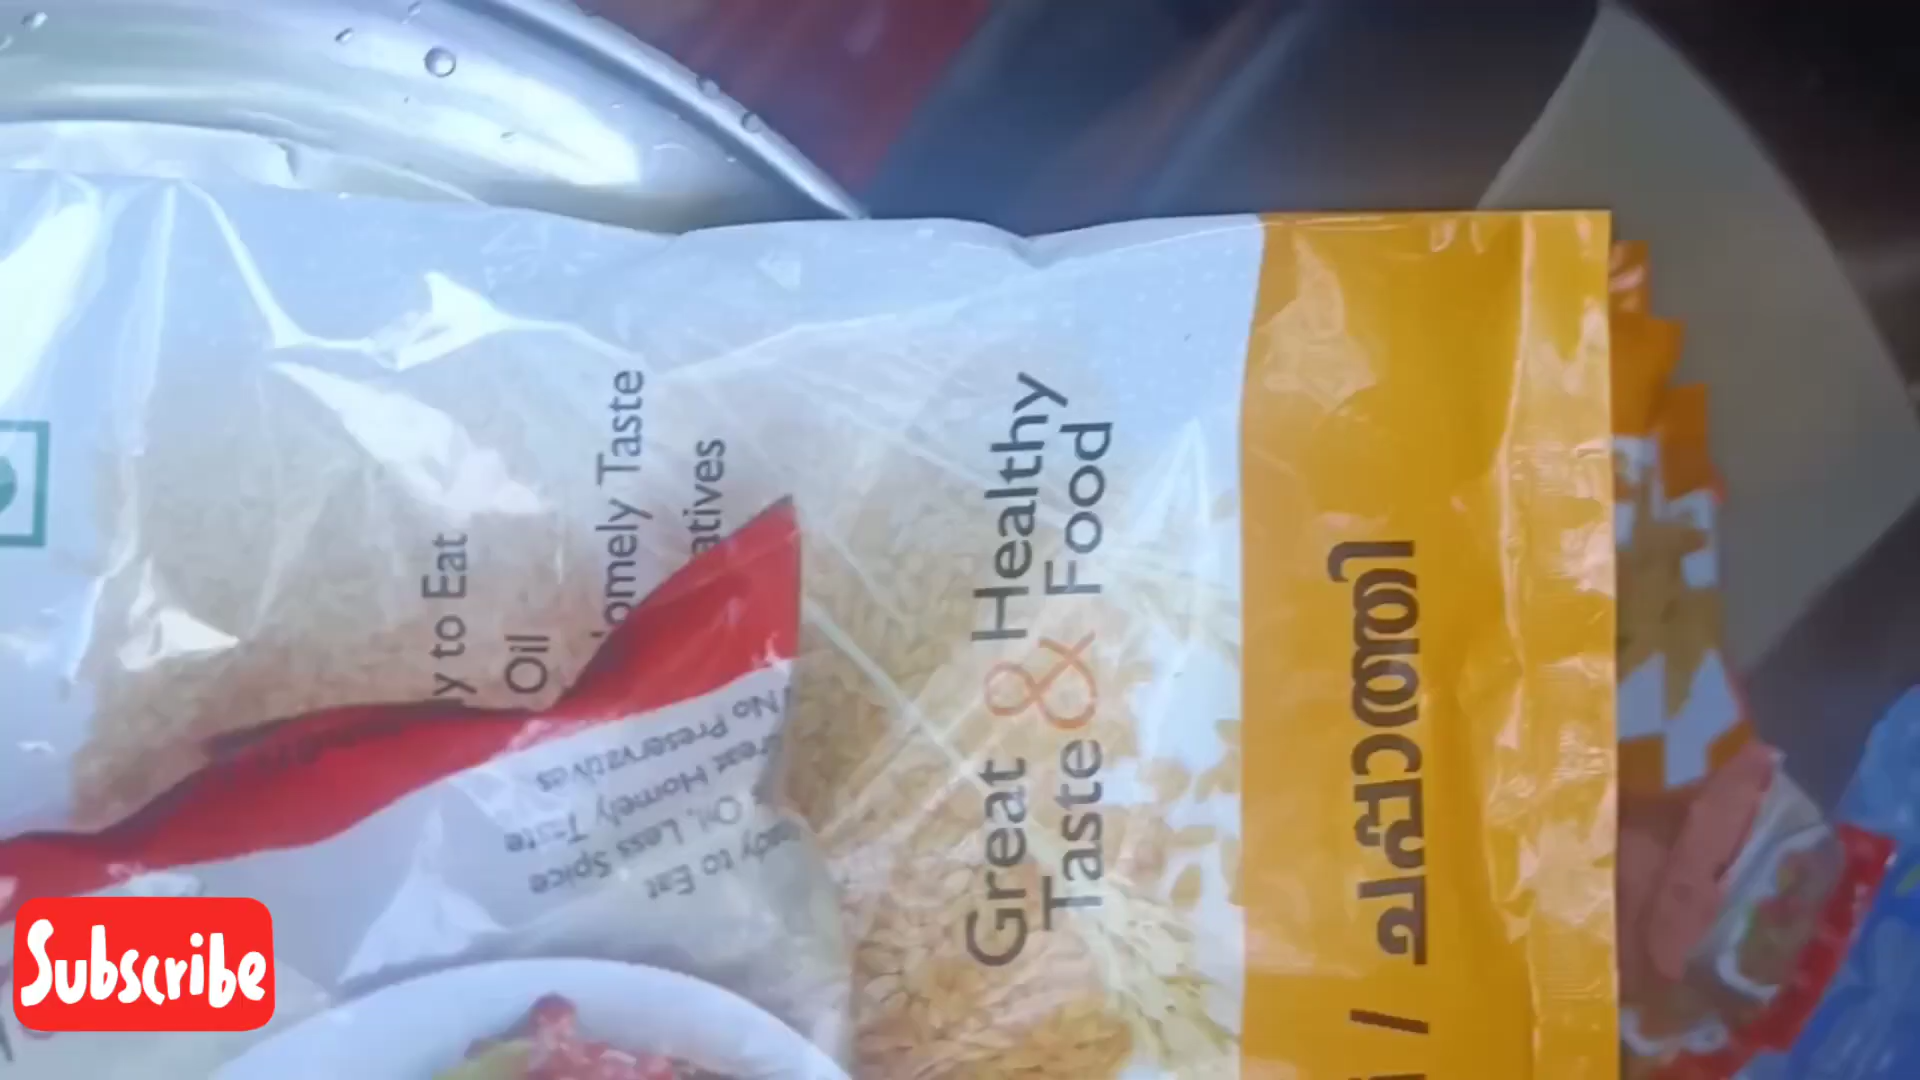 y to Eat
Oil
omely Taste
atives
Great & Healthy
Taste Food
/ ചപ്പാത്തി
No
Preservatives
reat Homely Taste
Oil, Less Spice
ady to Eat
Subscribe